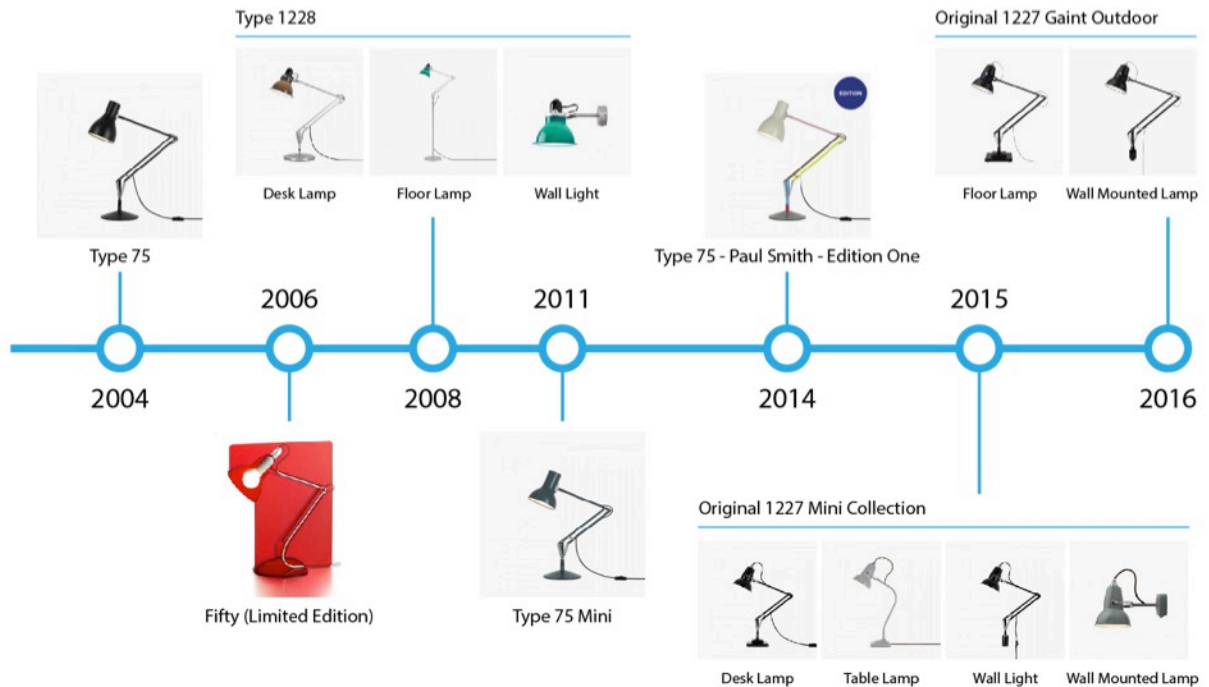 Type 1228
Original 1227 Gaint Outdoor
EDITION
Desk Lamp
Floor Lamp
Wall Light
Floor Lamp
Wall Mounted Lamp
Type 75
Type 75 - Paul Smith - Edition One
2006
2011
2015
2004
2008
2014
2016
Original 1227 Mini Collection
Fifty (Limited Edition)
Type 75 Mini
Desk Lamp
Table Lamp
Wall Light
Wall Mounted Lamp